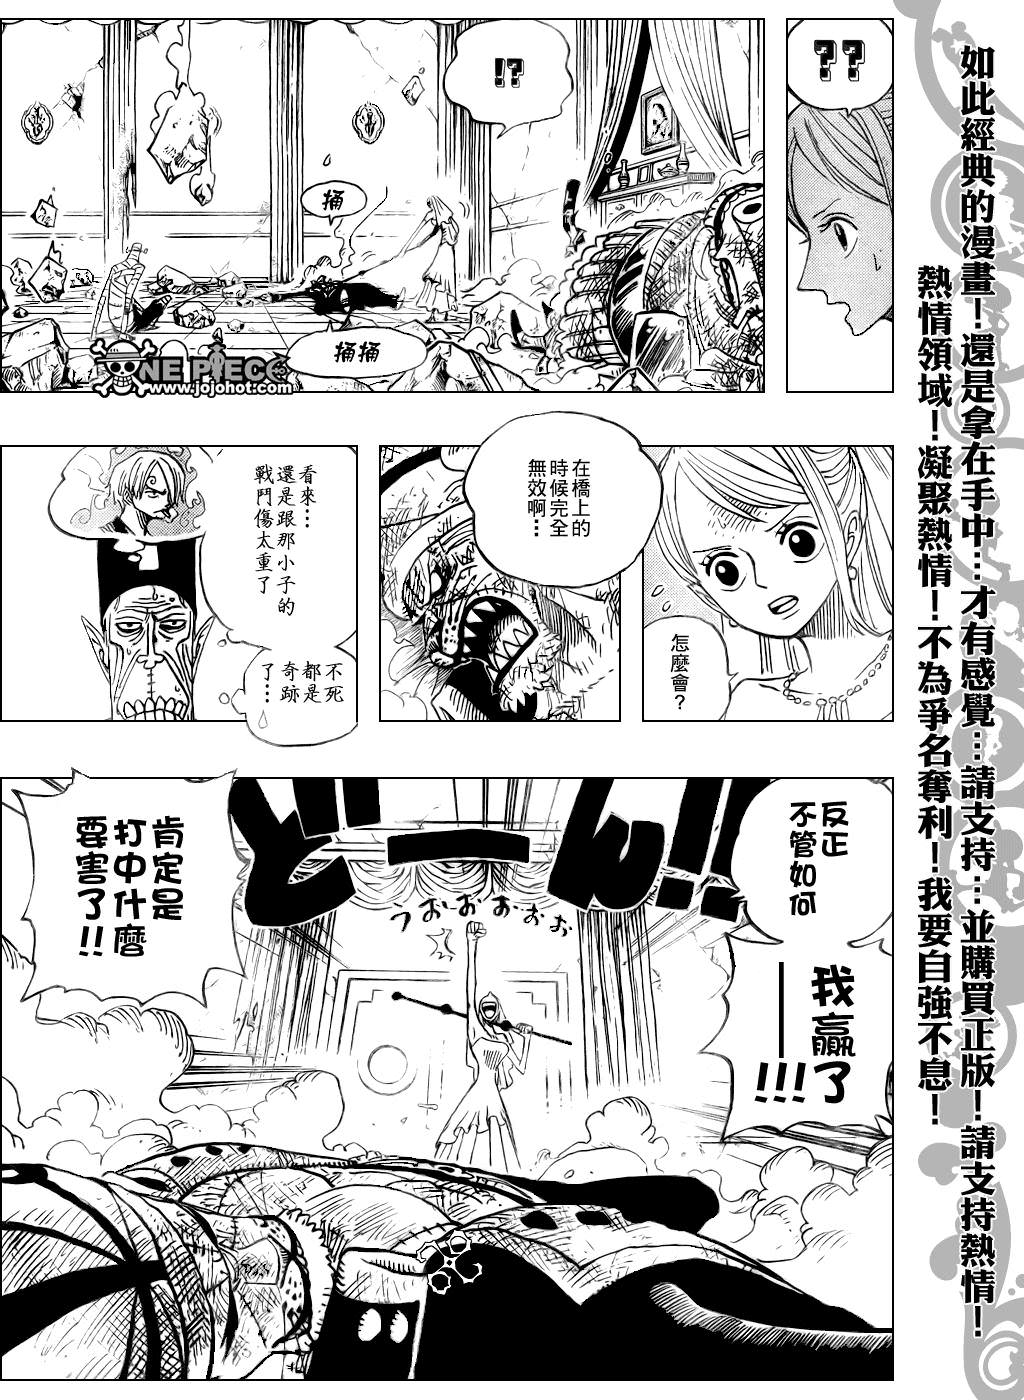 ??
!?
捅
捅捅
ONE PIECE
www.jojohot.com
怎麼會?
在橋上的
時候完全
無效啊…
看來…
還是跟那小子的
戰鬥傷太重了
不死
都是
奇跡
了…
反正
不管如何
我贏了
——!!!
どーん!!
うおおおおおお
肯定是
打中什麼
要害了!!
如此經典的漫畫!還是拿在手中…才有感覺…請支持…並購買正版!請支持熱情!
熱情領域!凝聚熱情!不為爭名奪利!我要自強不息!